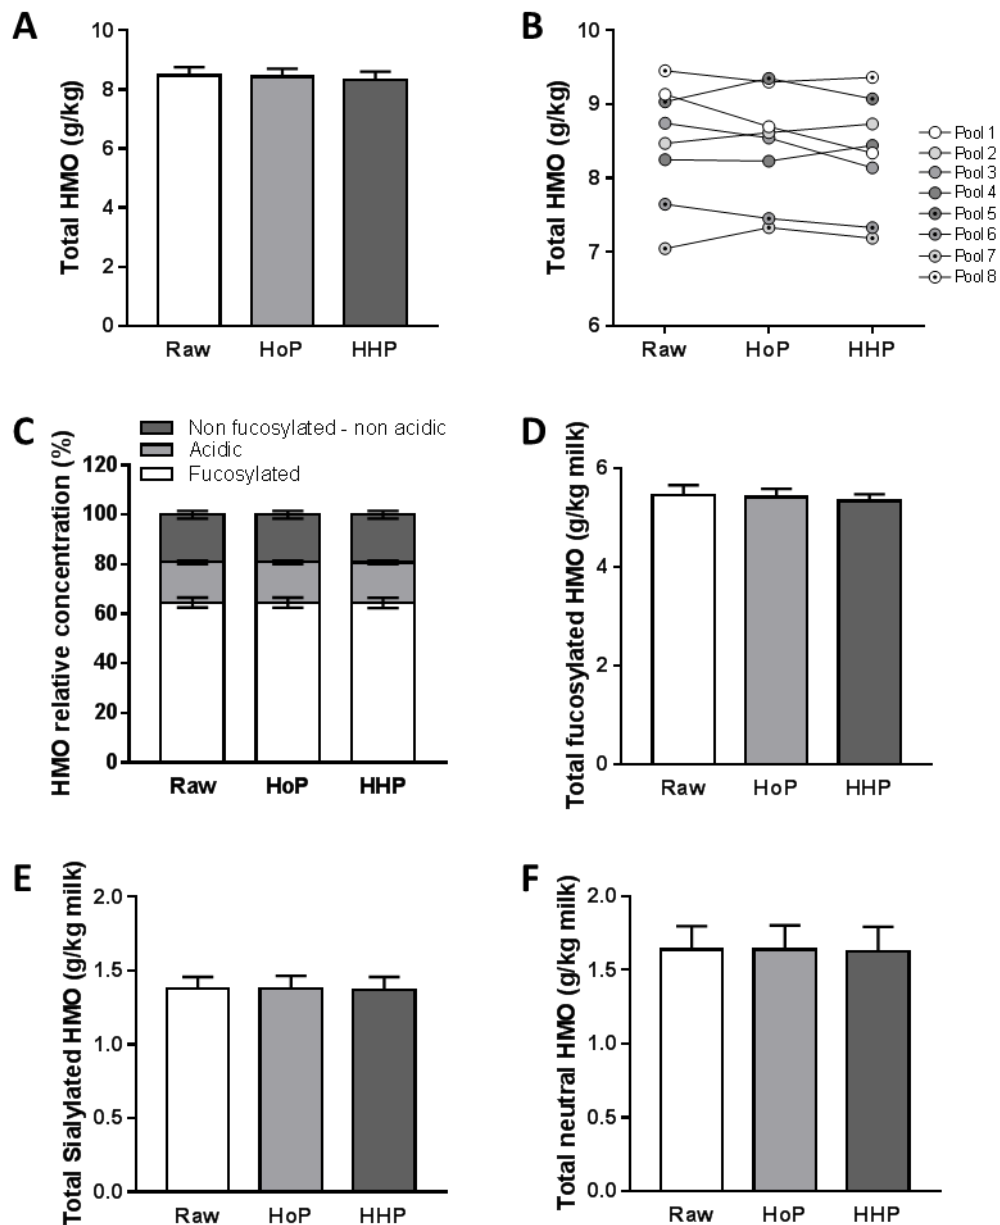 A
Total HMO (g/kg)
10
8
6
4
2
0
Raw HoP HHP
B
Total HMO (g/kg)
10
9
8
7
6
Raw HoP HHP
Pool 1
Pool 2
Pool 3
Pool 4
Pool 5
Pool 6
Pool 7
Pool 8
C
HMO relative concentration (%)
Non fucosylated - non acidic
Acidic
Fucosylated
120
100
80
60
40
20
0
Raw HoP HHP
D
Total fucosylated HMO (g/kg milk)
6
4
2
0
Raw HoP HHP
E
Total Sialylated HMO (g/kg milk)
2.0
1.5
1.0
0.5
0.0
Raw HoP HHP
F
Total neutral HMO (g/kg milk)
2.0
1.5
1.0
0.5
0.0
Raw HoP HHP